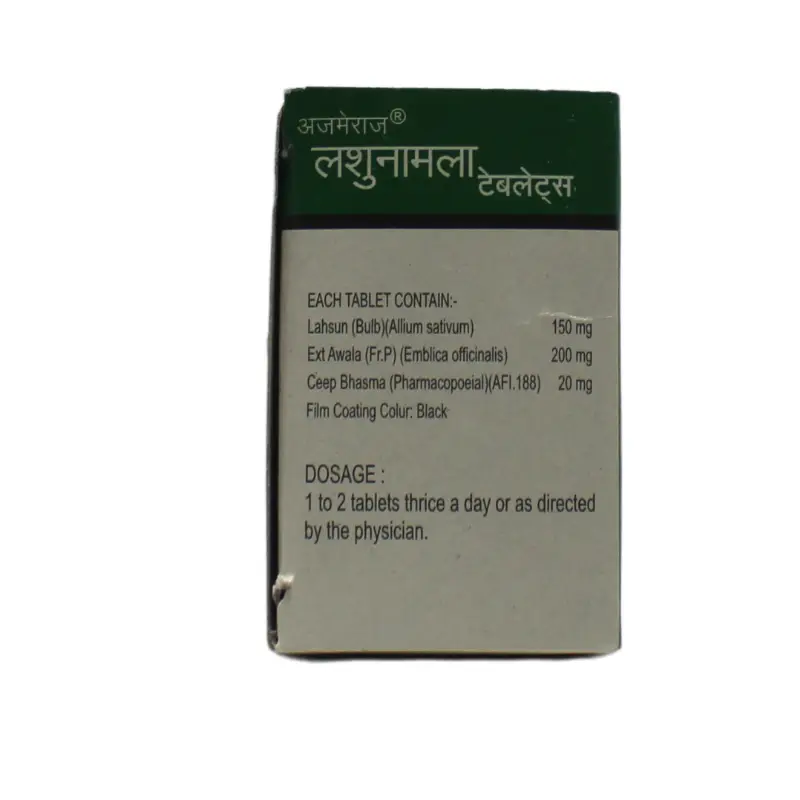 अजमेराज®
लशुनामला
टेबलेट्स
EACH TABLET CONTAIN:-
Lahsun (Bulb)(Allium sativum) 150 mg
Ext Awala (Fr.P) (Emblica officinalis) 200 mg
Ceep Bhasma (Pharmacopoeial)(AFI.188) 20 mg
Film Coating Colur: Black
DOSAGE :
1 to 2 tablets thrice a day or as directed
by the physician.